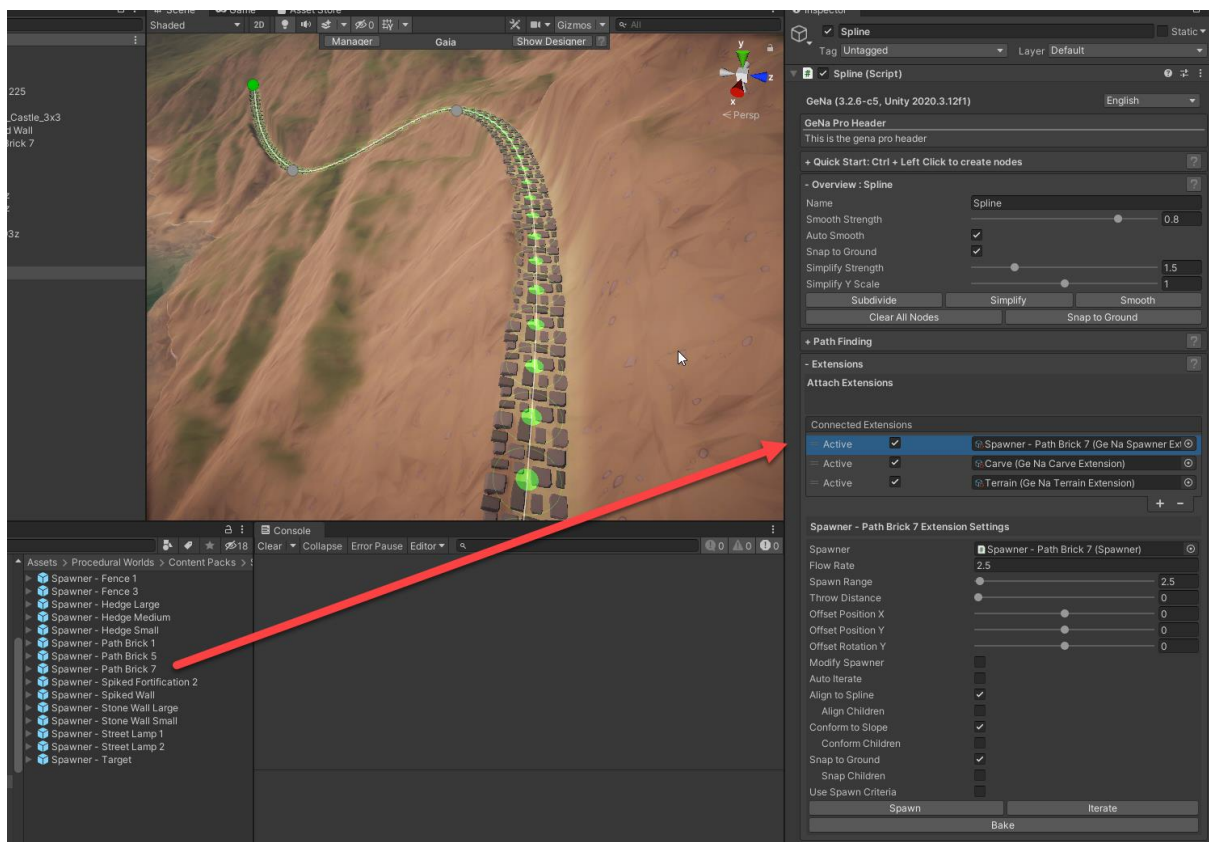 Scene
Game
Asset Store
Shaded
2D
0
Gizmos
All
Manager
Gaia
Show Designer
y
z
x
< Persp
225
_Castle_3x3
d Wall
Brick 7
3z
18
Assets > Procedural Worlds > Content Packs >
Spawner - Fence 1
Spawner - Fence 3
Spawner - Hedge Large
Spawner - Hedge Medium
Spawner - Hedge Small
Spawner - Path Brick 1
Spawner - Path Brick 5
Spawner - Path Brick 7
Spawner - Spiked Fortification 2
Spawner - Spiked Wall
Spawner - Stone Wall Large
Spawner - Stone Wall Small
Spawner - Street Lamp 1
Spawner - Street Lamp 2
Spawner - Target
Console
Clear Collapse Error Pause Editor
0 0 0
Inspector
Spline Static
Tag Untagged Layer Default
Spline (Script)
GeNa (3.2.6-c5, Unity 2020.3.12f1) English
GeNa Pro Header
This is the gena pro header
+ Quick Start: Ctrl + Left Click to create nodes ?
- Overview : Spline ?
Name Spline
Smooth Strength 0.8
Auto Smooth
Snap to Ground
Simplify Strength 1.5
Simplify Y Scale 1
Subdivide Simplify Smooth
Clear All Nodes Snap to Ground
+ Path Finding ?
- Extensions ?
Attach Extensions
Connected Extensions
Active Spawner - Path Brick 7 (Ge Na Spawner Ext
Active Carve (Ge Na Carve Extension)
Active Terrain (Ge Na Terrain Extension)
+ -
Spawner - Path Brick 7 Extension Settings
Spawner Spawner - Path Brick 7 (Spawner)
Flow Rate 2.5
Spawn Range 2.5
Throw Distance 0
Offset Position X 0
Offset Position Y 0
Offset Rotation Y 0
Modify Spawner
Auto Iterate
Align to Spline
Align Children
Conform to Slope
Conform Children
Snap to Ground
Snap Children
Use Spawn Criteria
Spawn Iterate
Bake